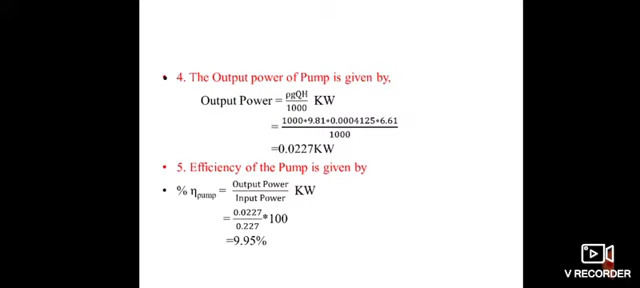 • 4. The Output power of Pump is given by,
Output Power = ρgQH/1000 KW
= 1000*9.81*0.0004125*6.61/1000
=0.0227KW
• 5. Efficiency of the Pump is given by
• % ηpump = Output Power/Input Power KW
= 0.0227/0.227 *100
=9.95%
V RECORDER